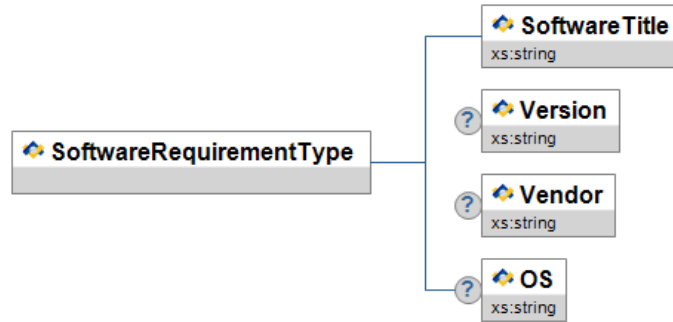 SoftwareTitle
xs:string
? Version
xs:string
SoftwareRequirementType
? Vendor
xs:string
? OS
xs:string